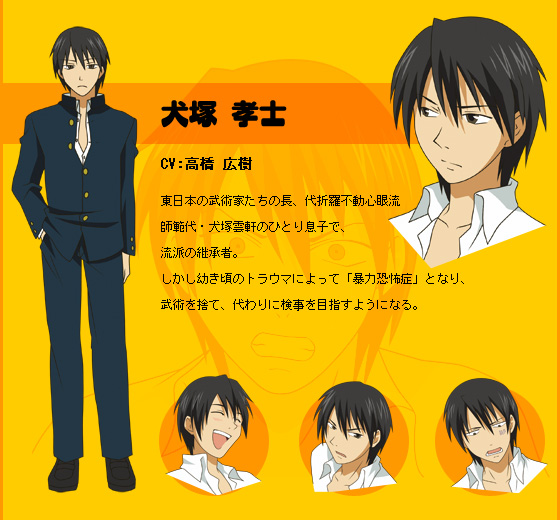 犬塚 孝士
CV:高橋 広樹
東日本の武術家たちの長、代折羅不動心眼流
師範代・犬塚雲軒のひとり息子で、
流派の継承者。
しかし幼き頃のトラウマによって「暴力恐怖症」となり、
武術を捨て、代わりに検事を目指すようになる。